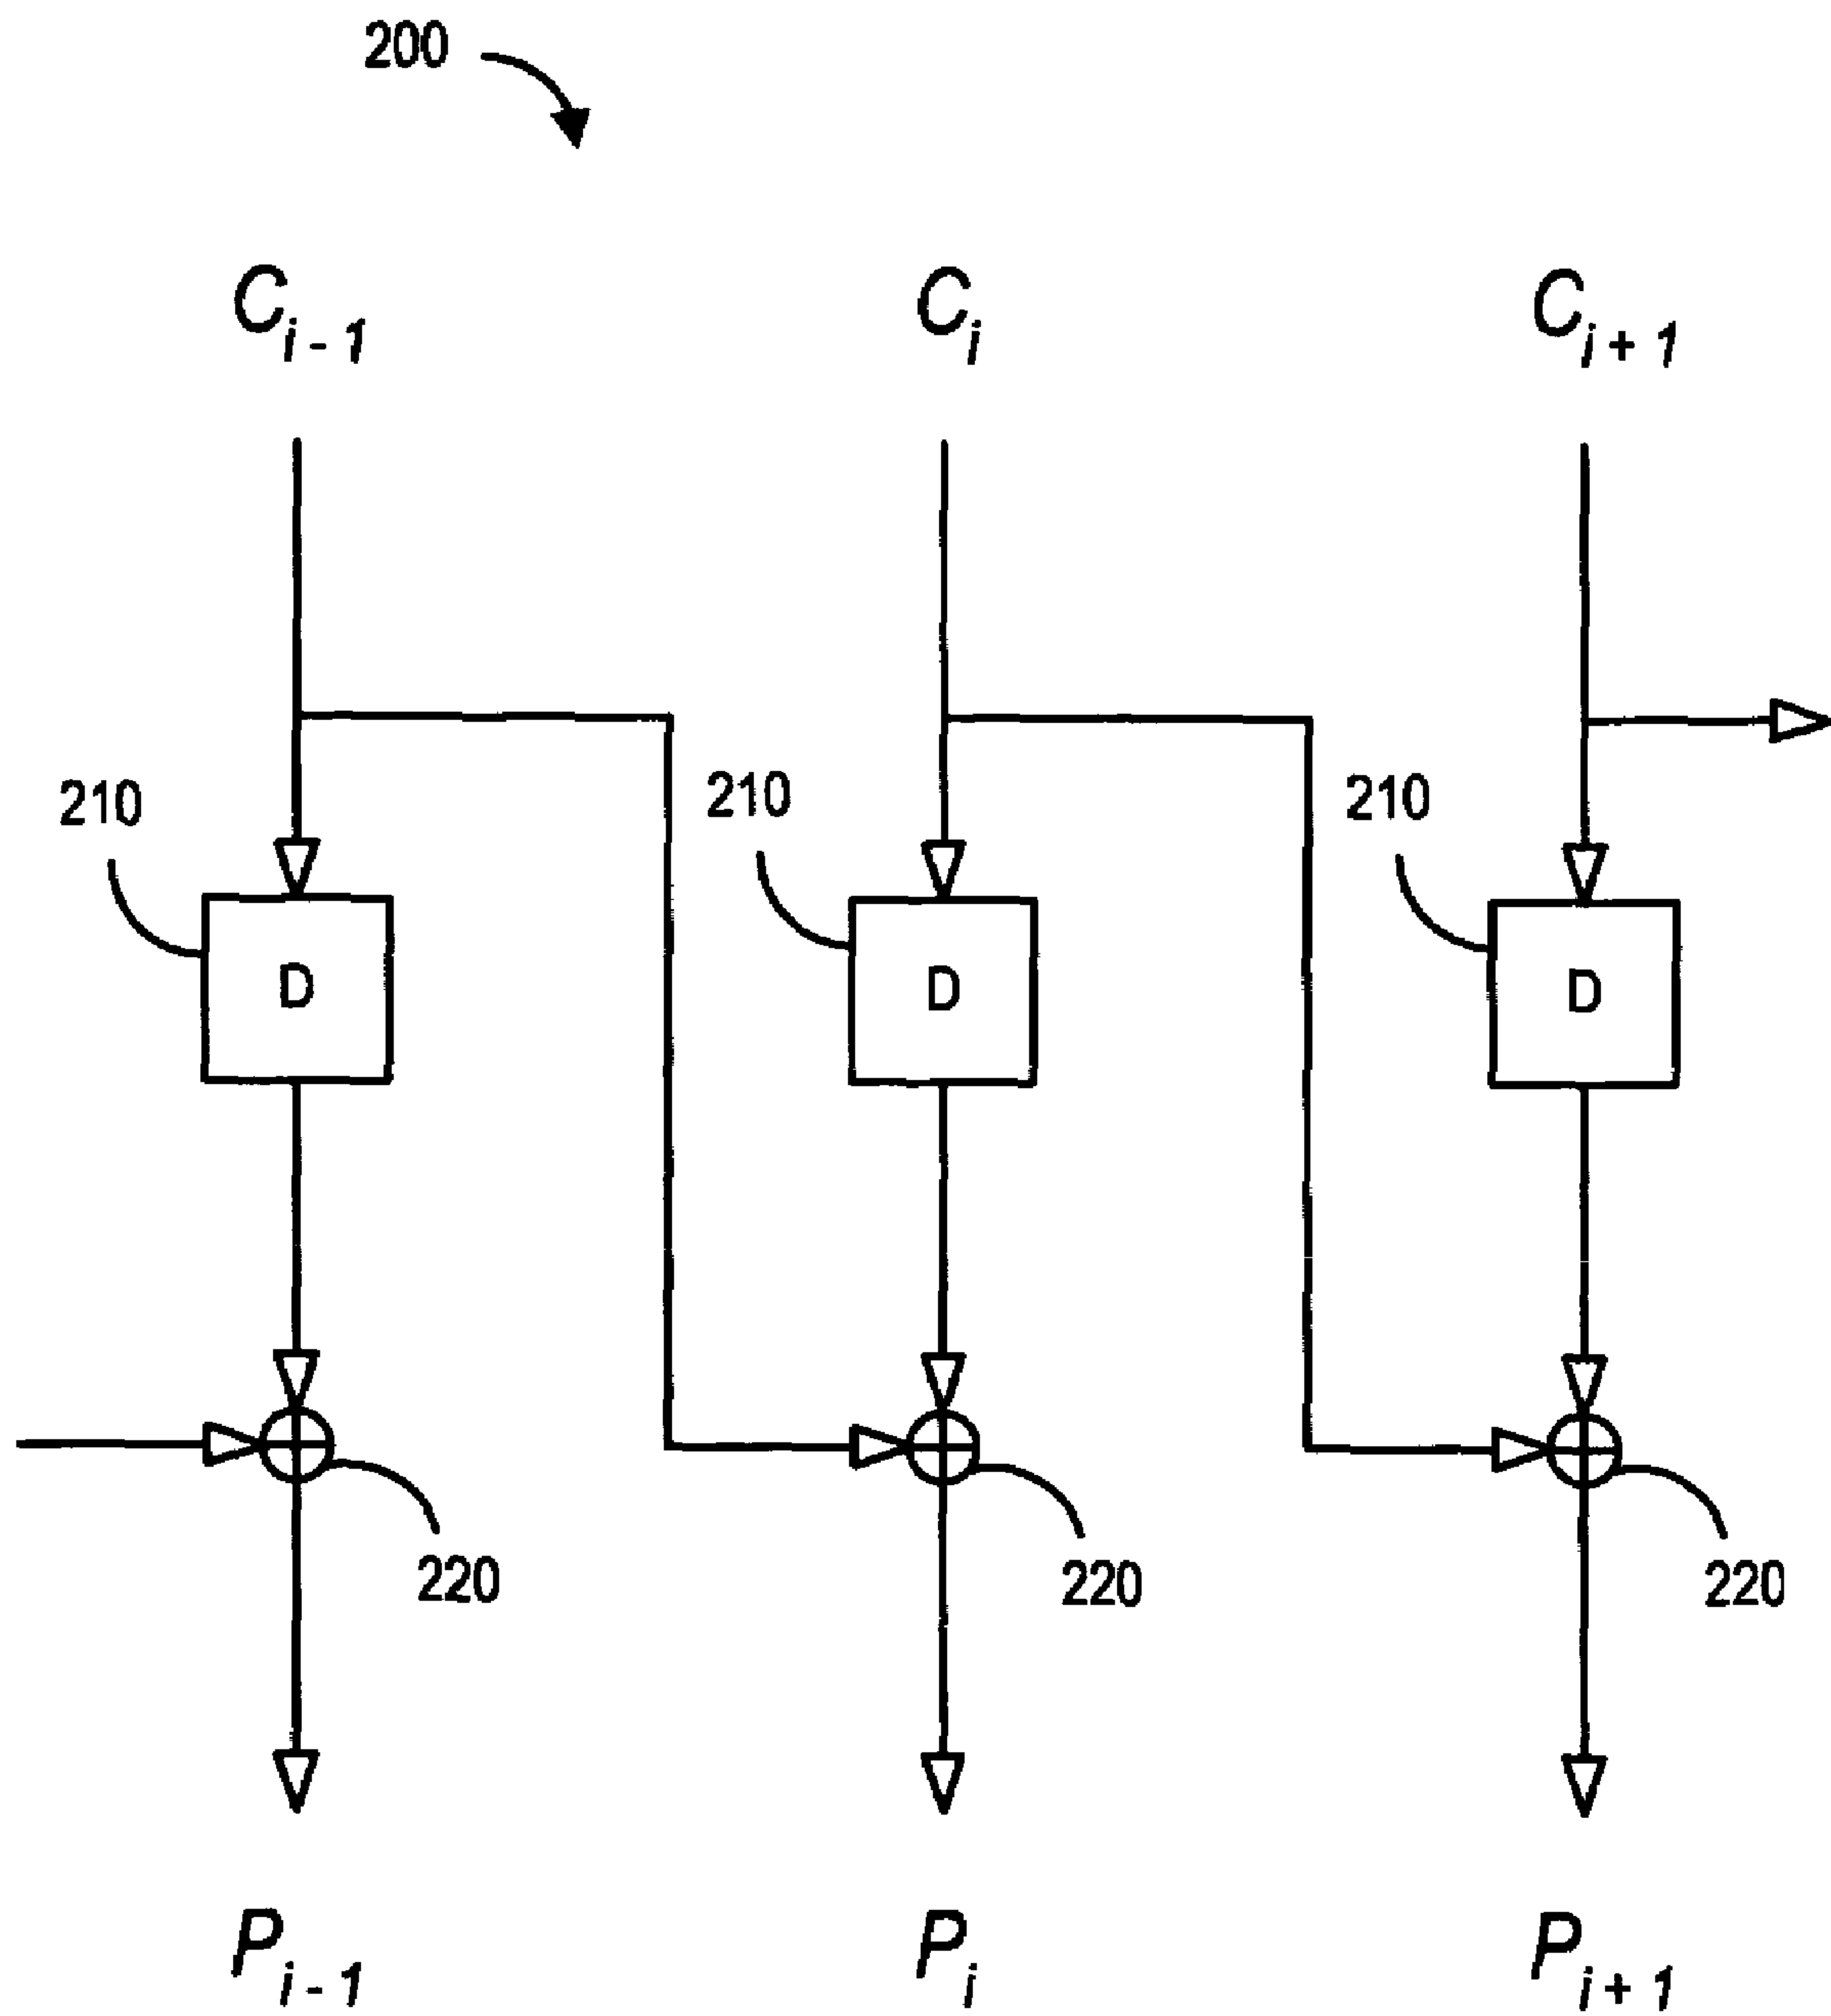 200
C_{i-1} C_i C_{i+1}
210 210 210
D D D
220 220 220
P_{i-1} P_i P_{i+1}